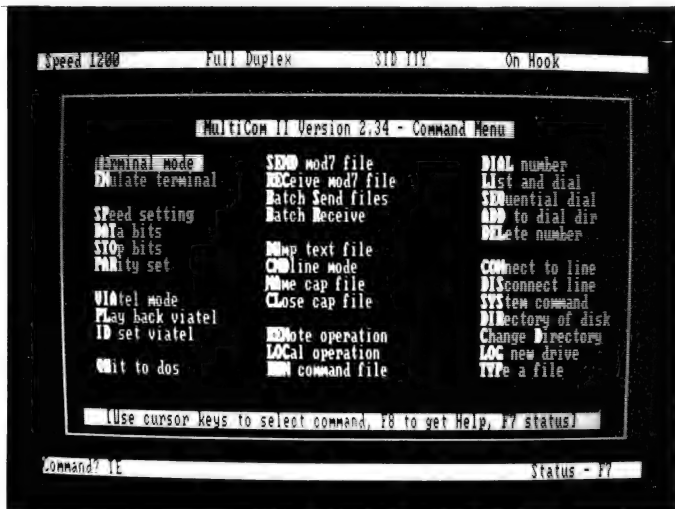 Speed 1200 Full Duplex STD TTY On Hook
MultiCom II Version 2.34 - Command Menu
TErminal mode
EMulate terminal
SPeed setting
DATa bits
STOp bits
PARity set
VIAtel mode
PLay back viatel
ID set viatel
QUit to dos
SEND mod7 file
RECeive mod7 file
Batch Send files
Batch Receive
DUmp text file
CMDline mode
NAme cap file
CLose cap file
REMote operation
LOCal operation
RUN command file
DIAL number
LIst and dial
SEQuential dial
ADD to dial dir
DELete number
CONnect to line
DISconnect line
SYStem command
DIRectory of disk
Change Directory
LOG new drive
TYPe a file
[Use cursor keys to select command, F8 to get Help, F7 status]
Command? TE Status - F7